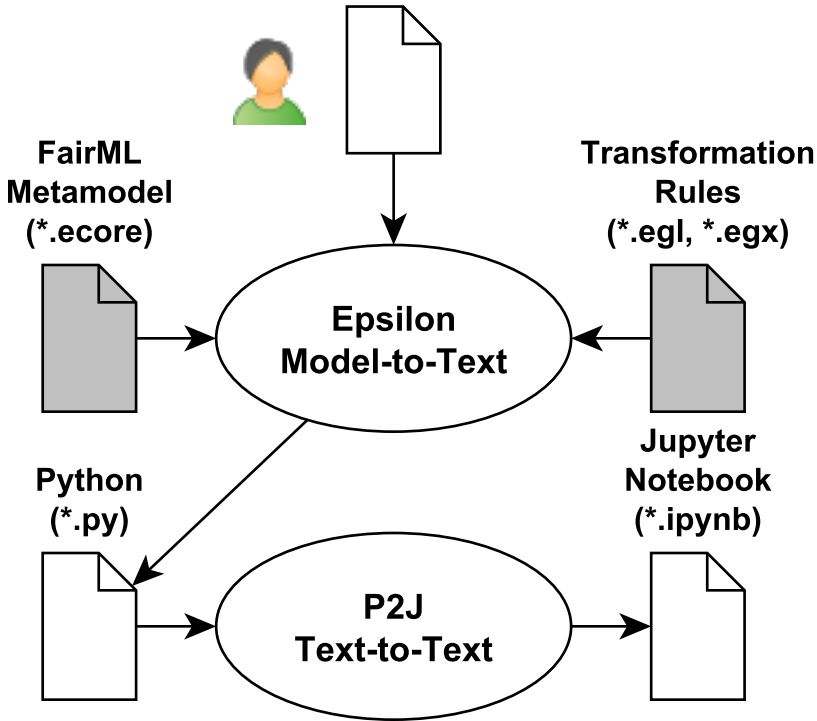 FairML
Metamodel
(*.ecore)
Transformation
Rules
(*.egl, *.egx)
Epsilon
Model-to-Text
Python
(*.py)
Jupyter
Notebook
(*.ipynb)
P2J
Text-to-Text